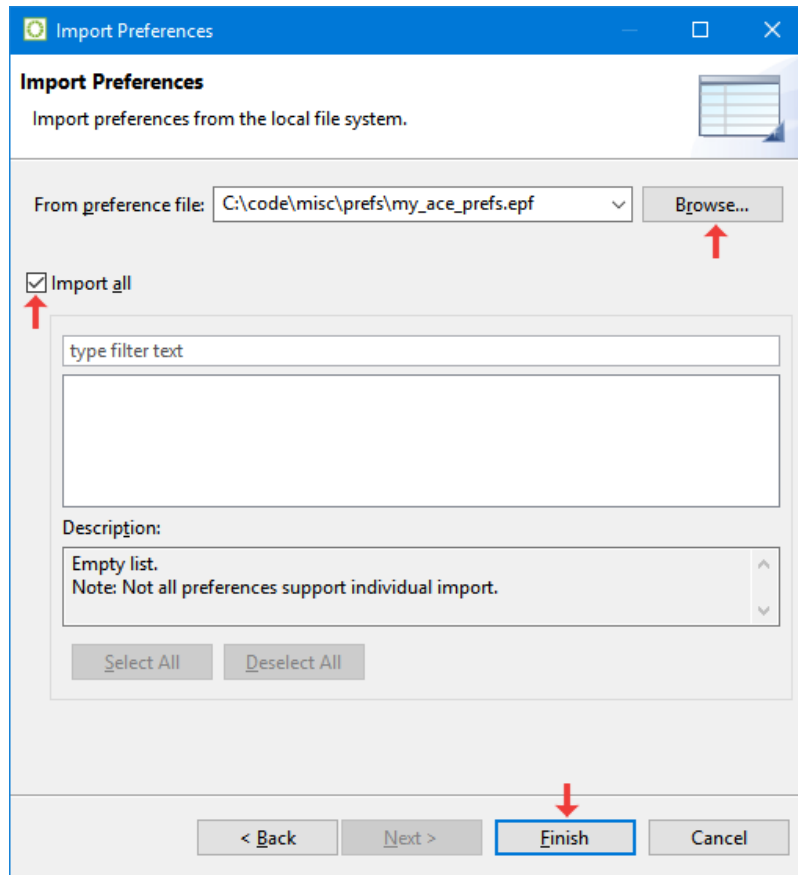 Import Preferences
Import Preferences
Import preferences from the local file system.
From preference file: C:\code\misc\prefs\my_ace_prefs.epf Browse...
Import all
type filter text
Description:
Empty list.
Note: Not all preferences support individual import.
Select All Deselect All
< Back Next > Finish Cancel